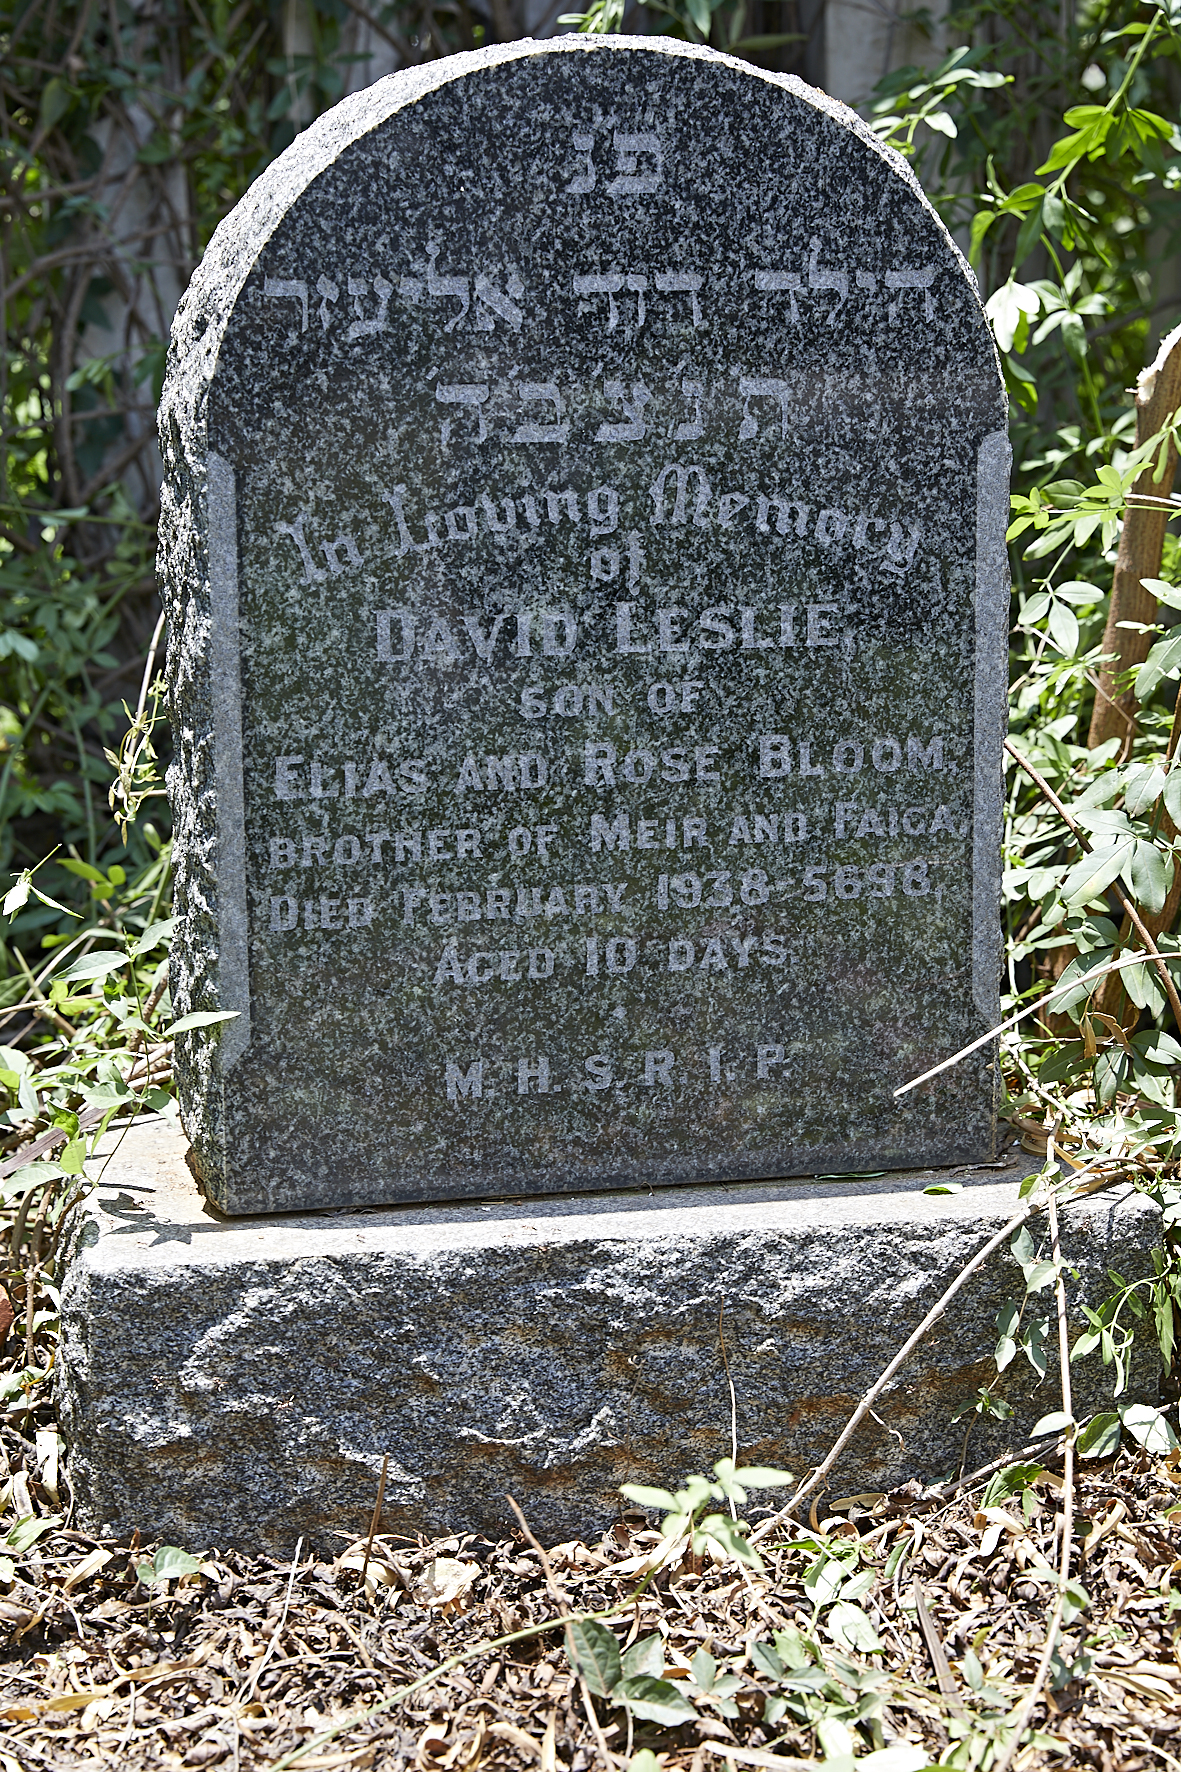 פ״נ
הילד דוד אליעזר
ת׳נ׳צ׳ב׳ה׳
In Loving Memory
of
DAVID LESLIE,
SON OF
ELIAS AND ROSE BLOOM,
BROTHER OF MEIR AND FAIGA,
DIED FEBRUARY 1938-5698,
AGED 10 DAYS.
M. H. S. R. I. P.